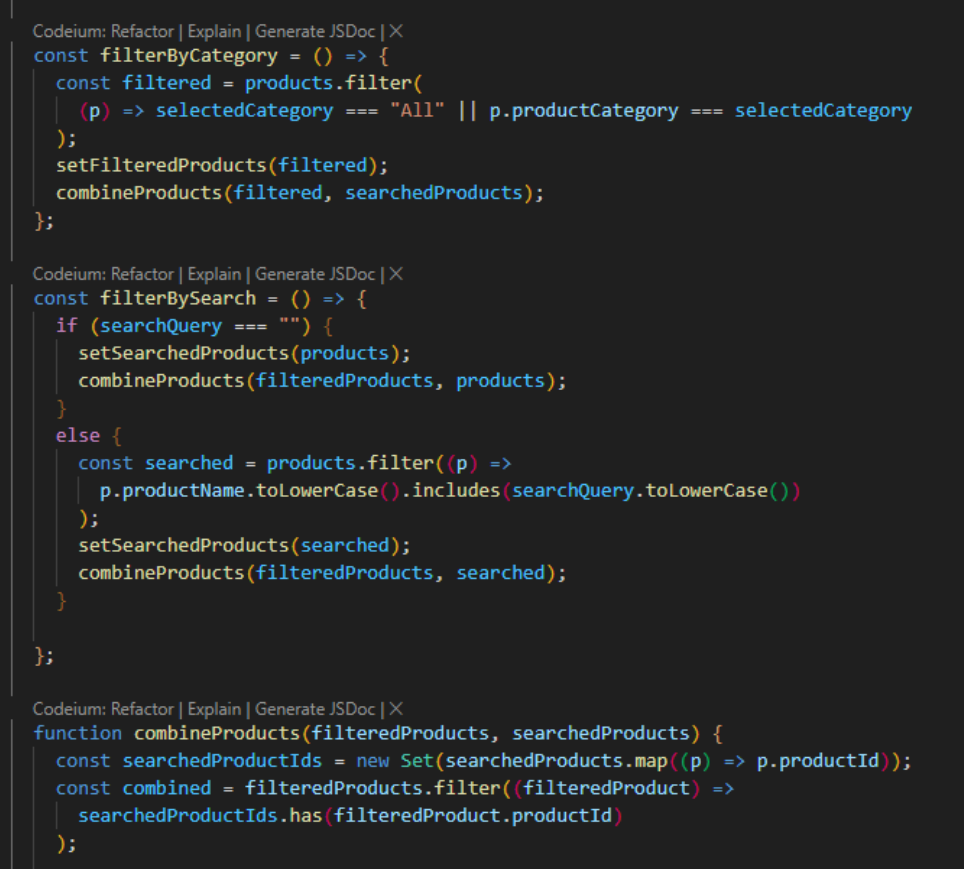 Codeium: Refactor | Explain | Generate JSDoc | ×
const filterByCategory = () => {
const filtered = products.filter(
(p) => selectedCategory === "All" || p.productCategory === selectedCategory
);
setFilteredProducts(filtered);
combineProducts(filtered, searchedProducts);
};
Codeium: Refactor | Explain | Generate JSDoc | ×
const filterBySearch = () => {
if (searchQuery === "") {
setSearchedProducts(products);
combineProducts(filteredProducts, products);
}
else {
const searched = products.filter((p) =>
p.productName.toLowerCase().includes(searchQuery.toLowerCase())
);
setSearchedProducts(searched);
combineProducts(filteredProducts, searched);
}
};
Codeium: Refactor | Explain | Generate JSDoc | ×
function combineProducts(filteredProducts, searchedProducts) {
const searchedProductIds = new Set(searchedProducts.map((p) => p.productId));
const combined = filteredProducts.filter((filteredProduct) =>
searchedProductIds.has(filteredProduct.productId)
);